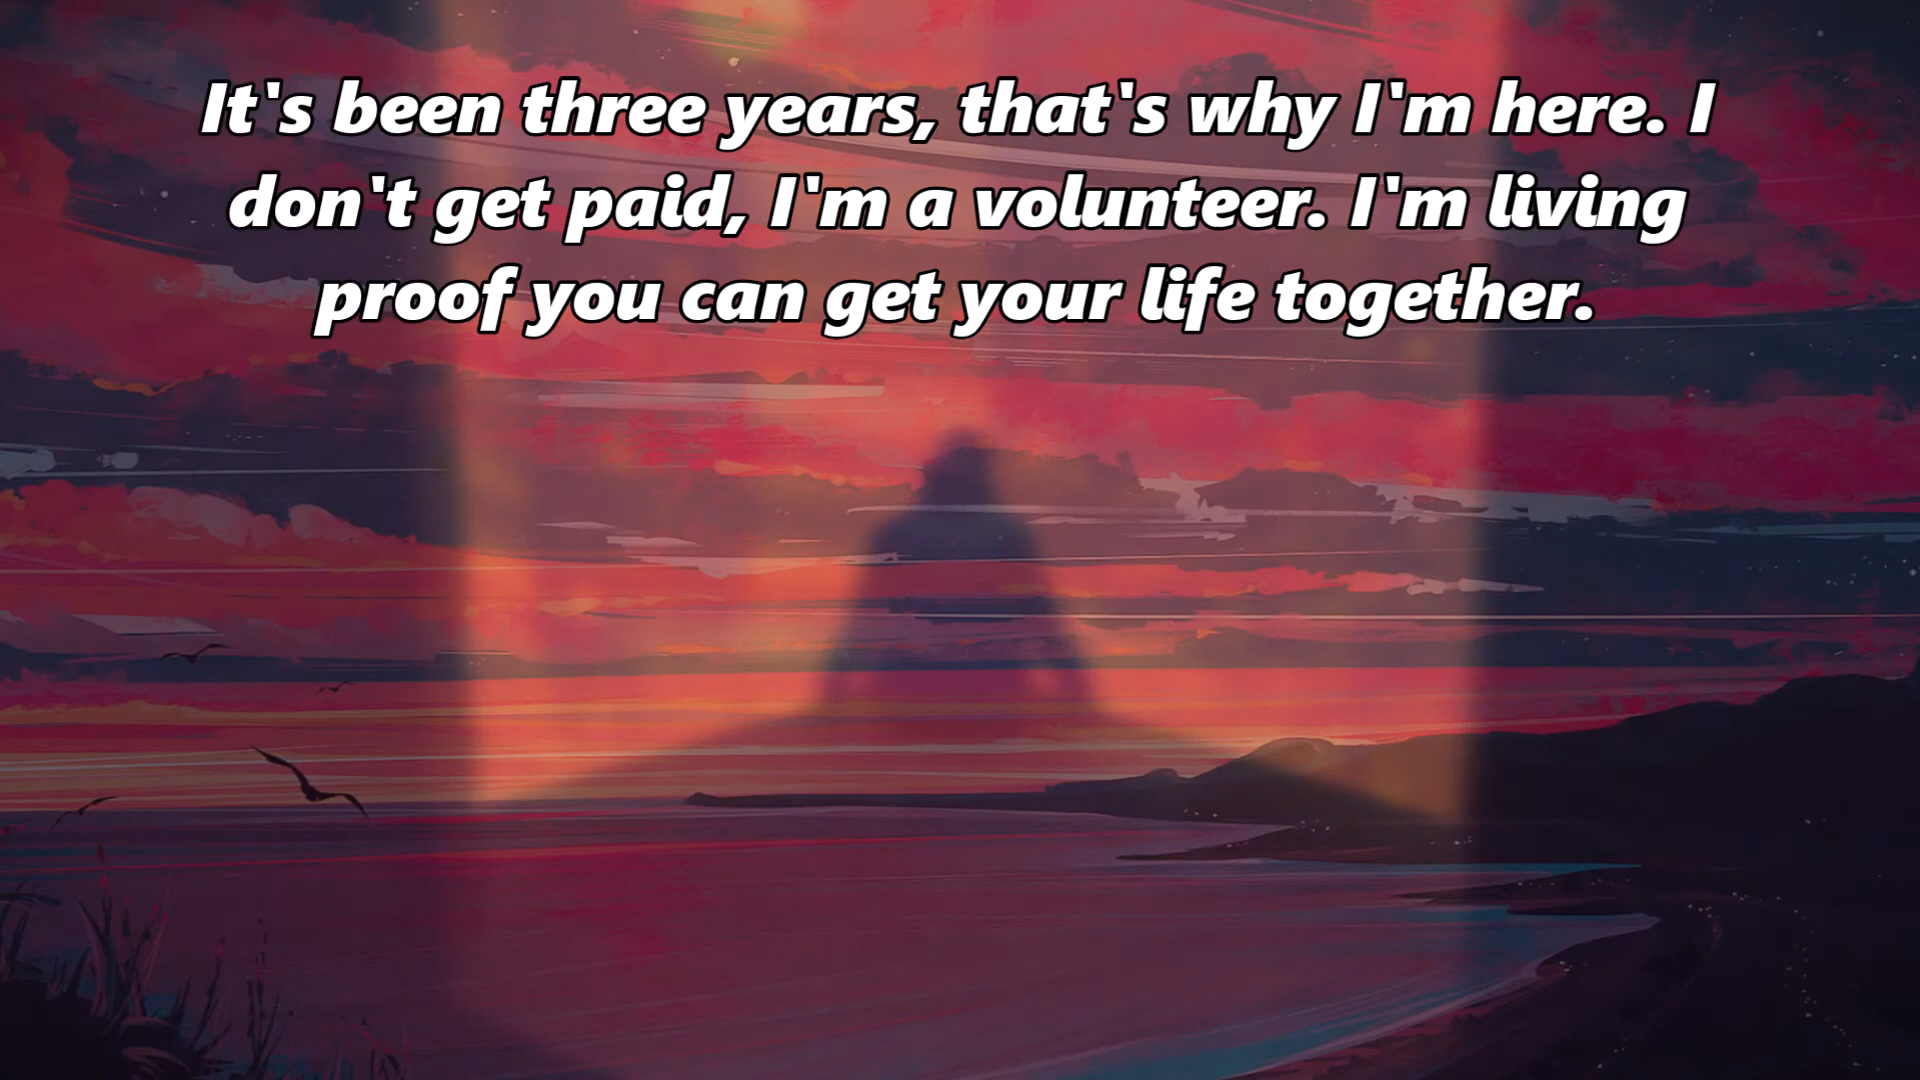 It's been three years, that's why I'm here. I
don't get paid, I'm a volunteer. I'm living
proof you can get your life together.